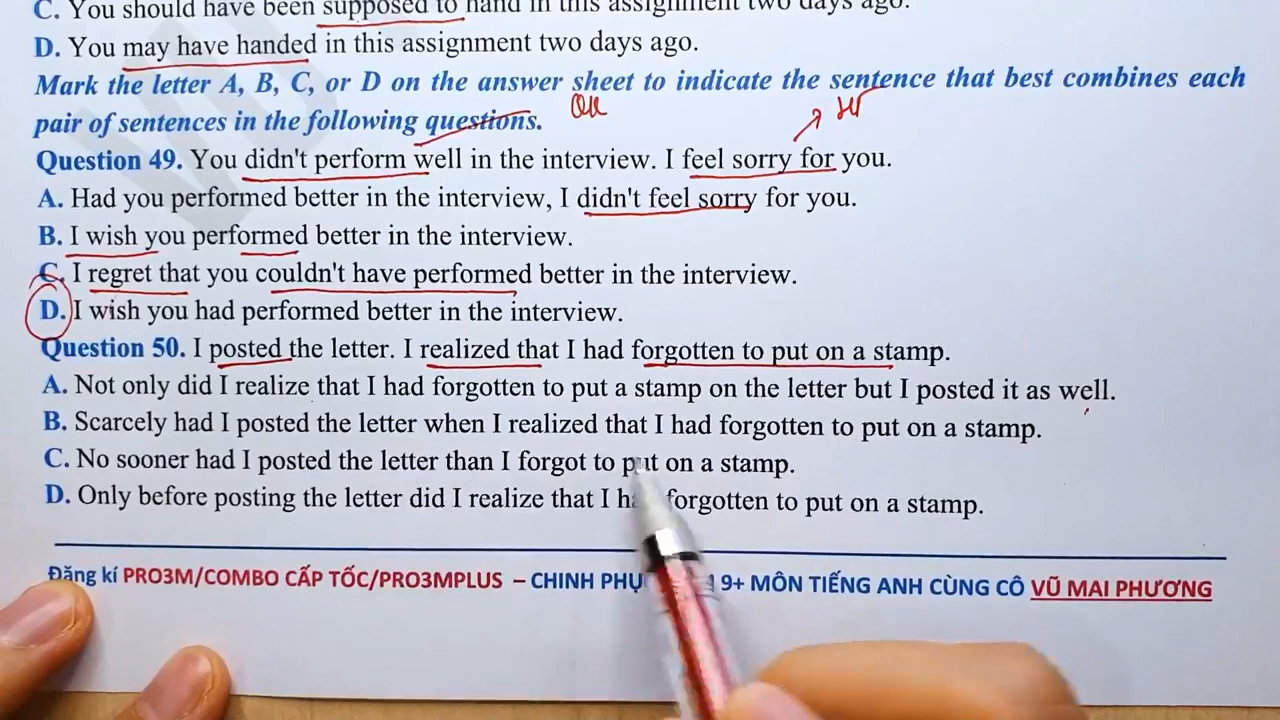 C. You should have been supposed to hand in this assignment two days ago.
D. You may have handed in this assignment two days ago.
Mark the letter A, B, C, or D on the answer sheet to indicate the sentence that best combines each
pair of sentences in the following questions.
Question 49. You didn't perform well in the interview. I feel sorry for you.
A. Had you performed better in the interview, I didn't feel sorry for you.
B. I wish you performed better in the interview.
C. I regret that you couldn't have performed better in the interview.
D. I wish you had performed better in the interview.
Question 50. I posted the letter. I realized that I had forgotten to put on a stamp.
A. Not only did I realize that I had forgotten to put a stamp on the letter but I posted it as well.
B. Scarcely had I posted the letter when I realized that I had forgotten to put on a stamp.
C. No sooner had I posted the letter than I forgot to put on a stamp.
D. Only before posting the letter did I realize that I forgotten to put on a stamp.
Đăng kí PRO3M/COMBO CẤP TỐC/PRO3MPLUS – CHINH 9+ MÔN TIẾNG ANH CÙNG CÔ VŨ MAI PHƯƠNG